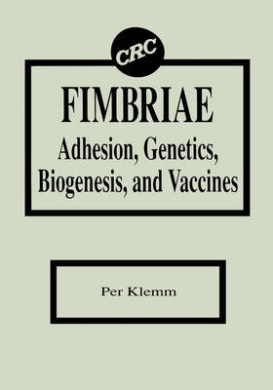 CRC
FIMBRIAE
Adhesion, Genetics,
Biogenesis, and Vaccines
Per Klemm